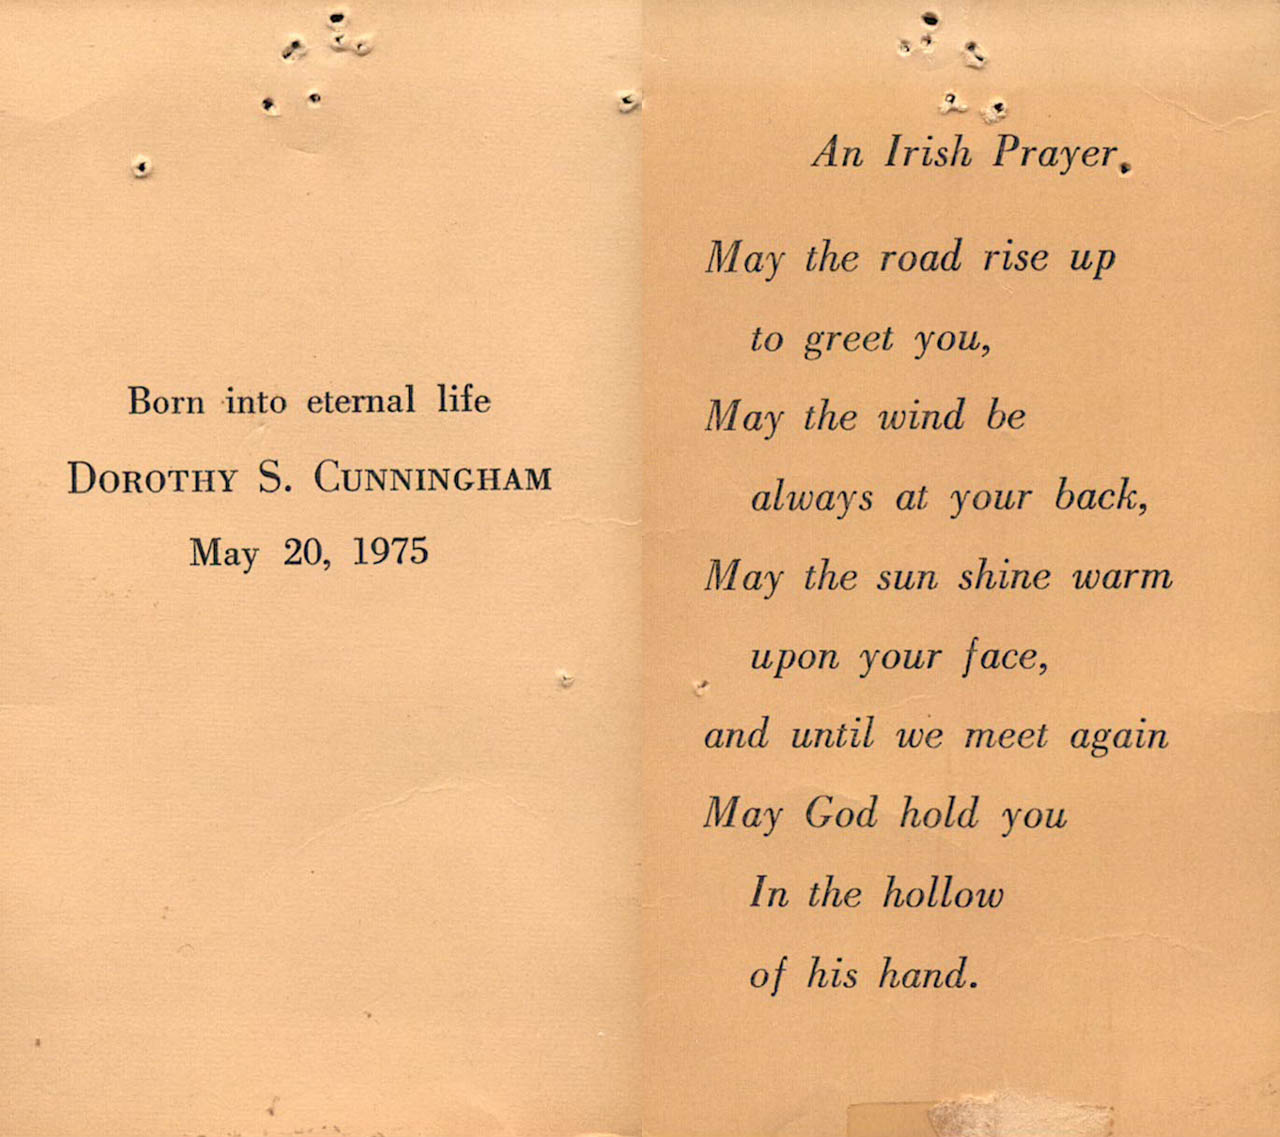 Born into eternal life
DOROTHY S. CUNNINGHAM
May 20, 1975
An Irish Prayer
May the road rise up
to greet you,
May the wind be
always at your back,
May the sun shine warm
upon your face,
and until we meet again
May God hold you
In the hollow
of his hand.